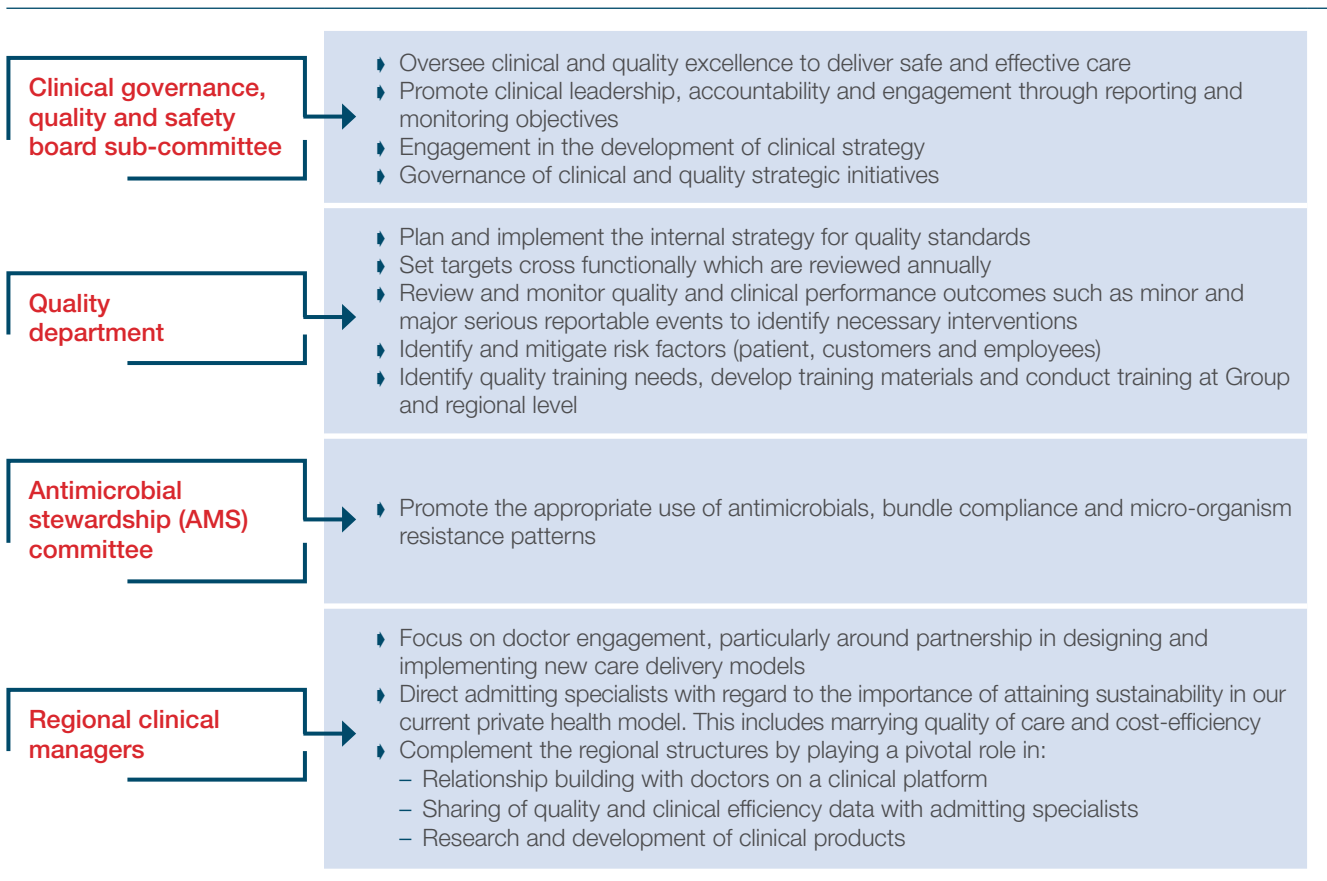 Clinical governance,
quality and safety
board sub-committee
➧ Oversee clinical and quality excellence to deliver safe and effective care
➧ Promote clinical leadership, accountability and engagement through reporting and
monitoring objectives
➧ Engagement in the development of clinical strategy
➧ Governance of clinical and quality strategic initiatives
Quality
department
➧ Plan and implement the internal strategy for quality standards
➧ Set targets cross functionally which are reviewed annually
➧ Review and monitor quality and clinical performance outcomes such as minor and
major serious reportable events to identify necessary interventions
➧ Identify and mitigate risk factors (patient, customers and employees)
➧ Identify quality training needs, develop training materials and conduct training at Group
and regional level
Antimicrobial
stewardship (AMS)
committee
➧ Promote the appropriate use of antimicrobials, bundle compliance and micro-organism
resistance patterns
Regional clinical
managers
➧ Focus on doctor engagement, particularly around partnership in designing and
implementing new care delivery models
➧ Direct admitting specialists with regard to the importance of attaining sustainability in our
current private health model. This includes marrying quality of care and cost-efficiency
➧ Complement the regional structures by playing a pivotal role in:
– Relationship building with doctors on a clinical platform
– Sharing of quality and clinical efficiency data with admitting specialists
– Research and development of clinical products